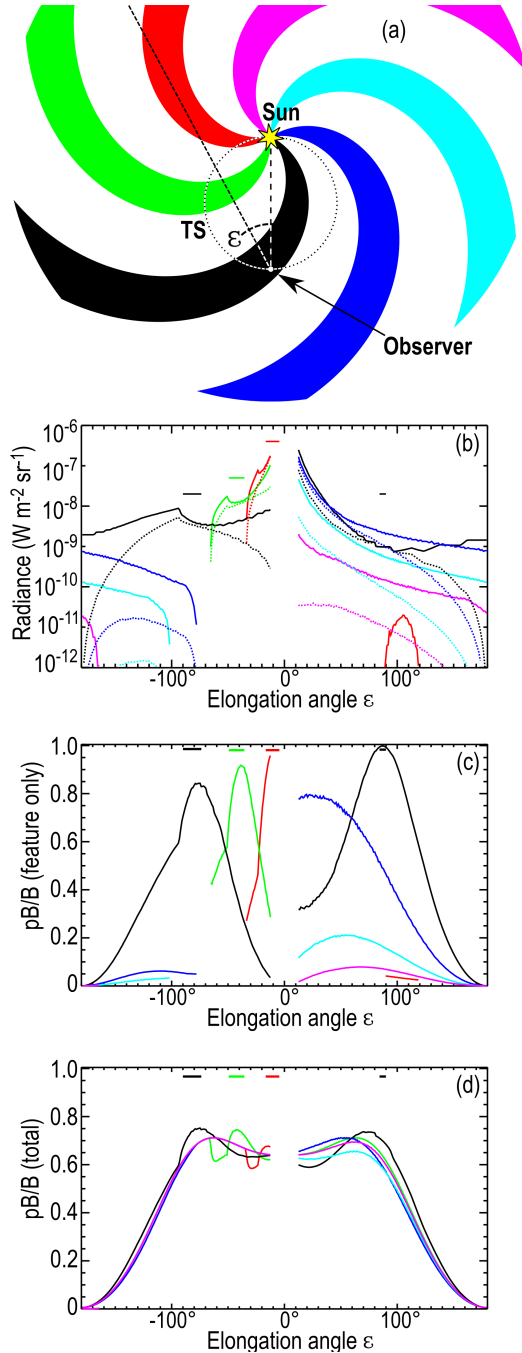 (a)
Sun
TS
ε
Observer
(b)
Radiance (W m⁻² sr⁻¹)
10⁻⁶
10⁻⁷
10⁻⁸
10⁻⁹
10⁻¹⁰
10⁻¹¹
10⁻¹²
-100° 0° 100°
Elongation angle ε
(c)
pB/B (feature only)
1.0
0.8
0.6
0.4
0.2
0
-100° 0° 100°
Elongation angle ε
(d)
pB/B (total)
1.0
0.8
0.6
0.4
0.2
0
-100° 0° 100°
Elongation angle ε